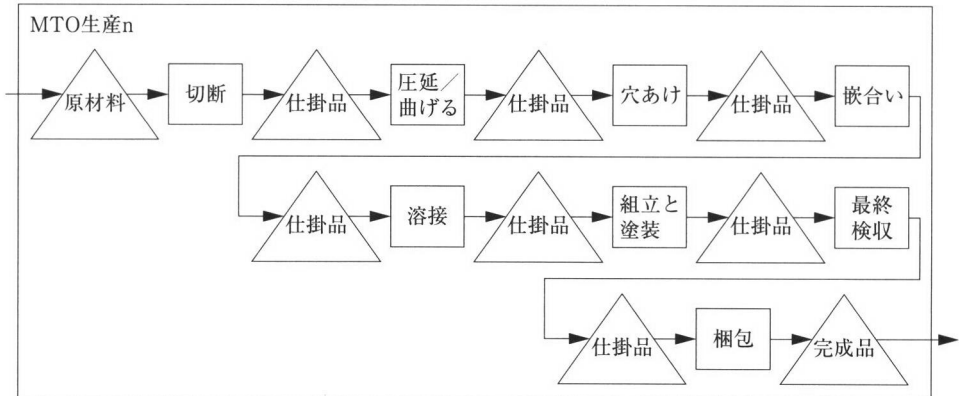 MTO生産n
原材料
切断
仕掛品
圧延／
曲げる
仕掛品
穴あけ
仕掛品
嵌合い
仕掛品
溶接
仕掛品
組立と
塗装
仕掛品
最終
検収
仕掛品
梱包
完成品